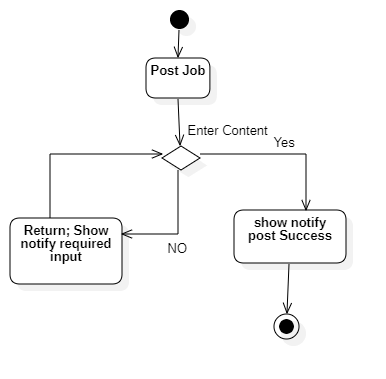 Post Job
Enter Content
Yes
Return; Show
notify required
input
NO
show notify
post Success